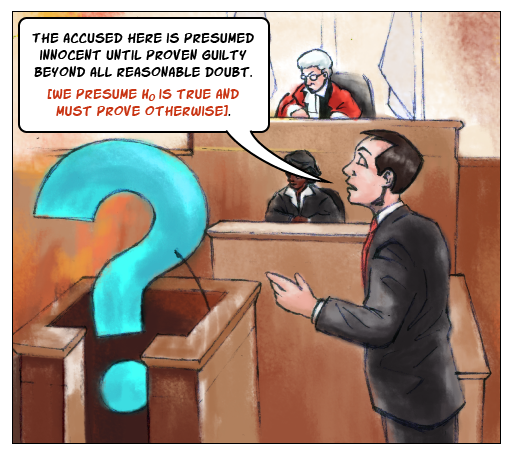 THE ACCUSED HERE IS PRESUMED
INNOCENT UNTIL PROVEN GUILTY
BEYOND ALL REASONABLE DOUBT.
[WE PRESUME H₀ IS TRUE AND
MUST PROVE OTHERWISE].